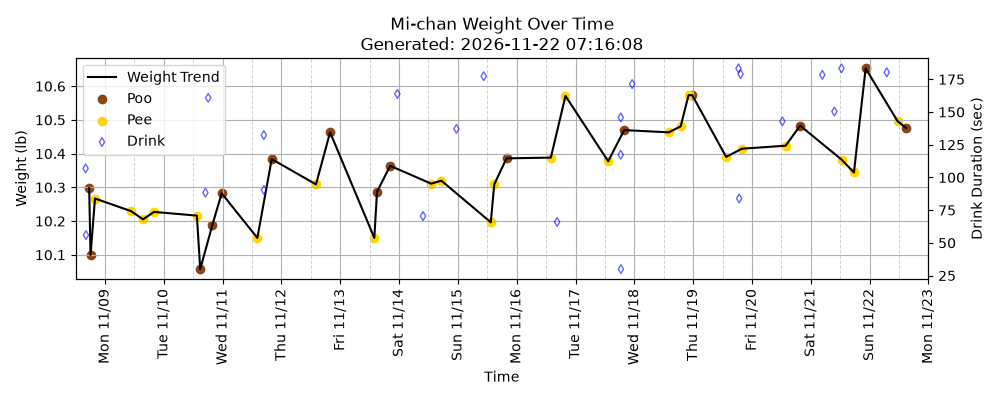 Mi-chan Weight Over Time
Generated: 2026-11-22 07:16:08
Weight Trend
Poo
Pee
Drink
Weight (lb)
10.6
10.5
10.4
10.3
10.2
10.1
175
150
125
100
75
50
25
Drink Duration (sec)
Mon 11/09
Tue 11/10
Wed 11/11
Thu 11/12
Fri 11/13
Sat 11/14
Sun 11/15
Mon 11/16
Tue 11/17
Wed 11/18
Thu 11/19
Fri 11/20
Sat 11/21
Sun 11/22
Mon 11/23
Time